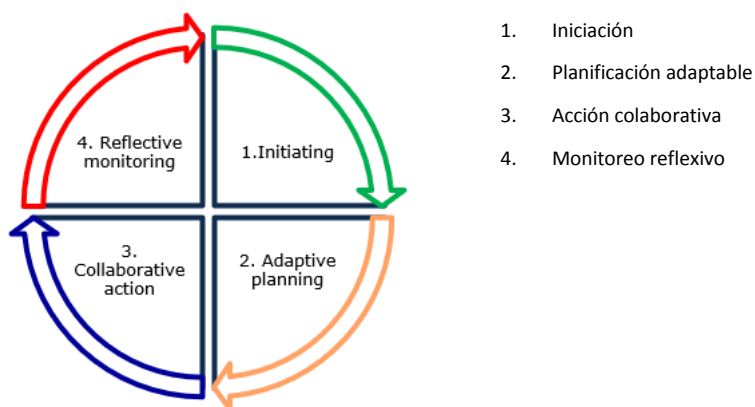 4. Reflective
monitoring
1.Initiating
3.
Collaborative
action
2. Adaptive
planning
1. Iniciación
2. Planificación adaptable
3. Acción colaborativa
4. Monitoreo reflexivo